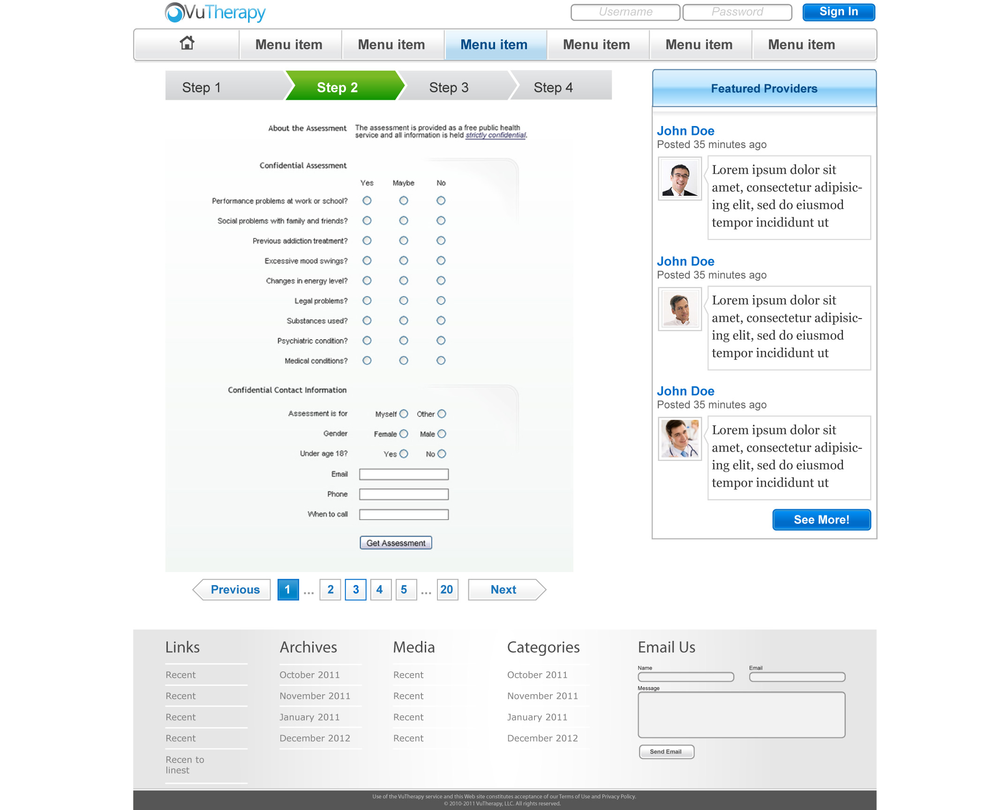 VuTherapy
Username Password Sign In
Menu item Menu item Menu item Menu item Menu item Menu item
Step 1 Step 2 Step 3 Step 4
About the Assessment The assessment is provided as a free public health
service and all information is held strictly confidential.
Confidential Assessment
Yes Maybe No
Performance problems at work or school?
Social problems with family and friends?
Previous addiction treatment?
Excessive mood swings?
Changes in energy level?
Legal problems?
Substances used?
Psychiatric condition?
Medical conditions?
Confidential Contact Information
Assessment is for Myself Other
Gender Female Male
Under age 18? Yes No
Email
Phone
When to call
Get Assessment
Previous 1 ... 2 3 4 5 ... 20 Next
Featured Providers
John Doe
Posted 35 minutes ago
Lorem ipsum dolor sit
amet, consectetur adipisic-
ing elit, sed do eiusmod
tempor incididunt ut
John Doe
Posted 35 minutes ago
Lorem ipsum dolor sit
amet, consectetur adipisic-
ing elit, sed do eiusmod
tempor incididunt ut
John Doe
Posted 35 minutes ago
Lorem ipsum dolor sit
amet, consectetur adipisic-
ing elit, sed do eiusmod
tempor incididunt ut
See More!
Links
Recent
Recent
Recent
Recent
Recen to
linest
Archives
October 2011
November 2011
January 2011
December 2012
Media
Recent
Recent
Recent
Recent
Categories
October 2011
November 2011
January 2011
December 2012
Email Us
Name Email
Message
Send Email
Use of the VuTherapy service and this Web site constitutes acceptance of our Terms of Use and Privacy Policy.
© 2010-2011 VuTherapy, LLC. All rights reserved.